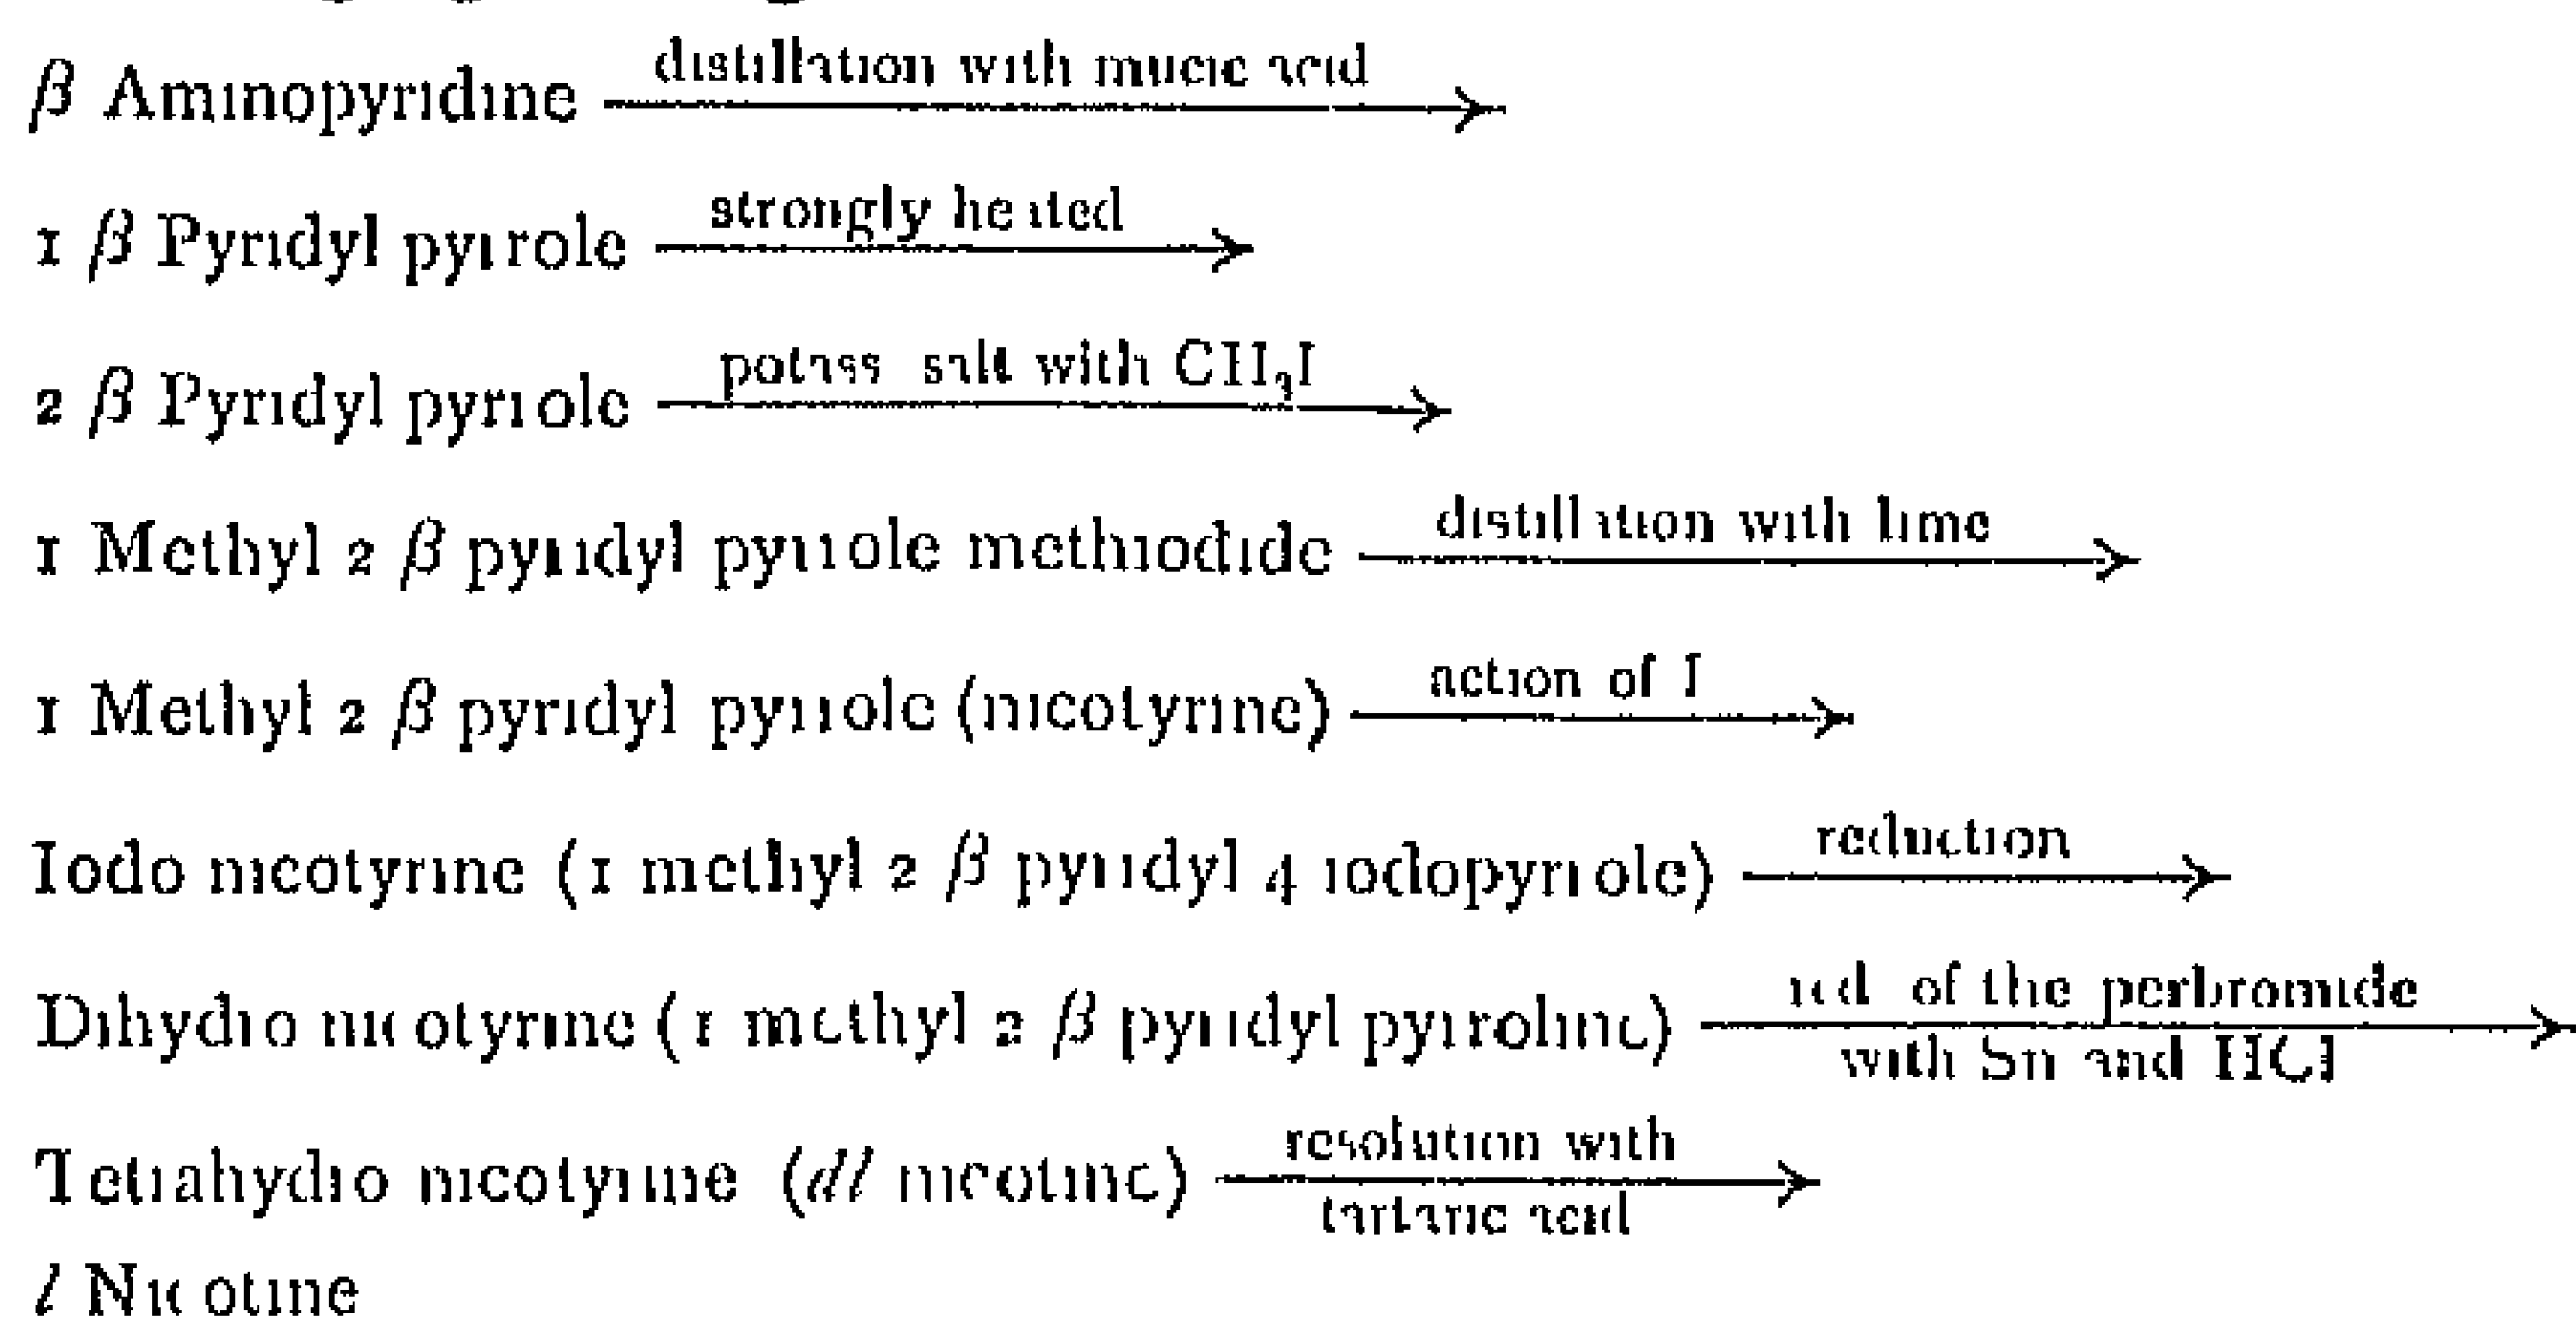 distillation with mucic acid
β Aminopyridine ⟶
strongly heated
1 β Pyridyl pyrrole ⟶
potass salt with CH₃I
2 β Pyridyl pyrrole ⟶
distillation with lime
1 Methyl 2 β pyridyl pyrrole methiodide ⟶
action of I
1 Methyl 2 β pyridyl pyrrole (nicotyrine) ⟶
reduction
Iodo nicotyrine (1 methyl 2 β pyridyl 4 iodopyrrole) ⟶
red of the perbromide
Dihydro nicotyrine (1 methyl 2 β pyridyl pyrroline) ⟶
with Sn and HCl
resolution with
Tetrahydro nicotyrine (dl nicotine) ⟶
tartaric acid
l Nicotine